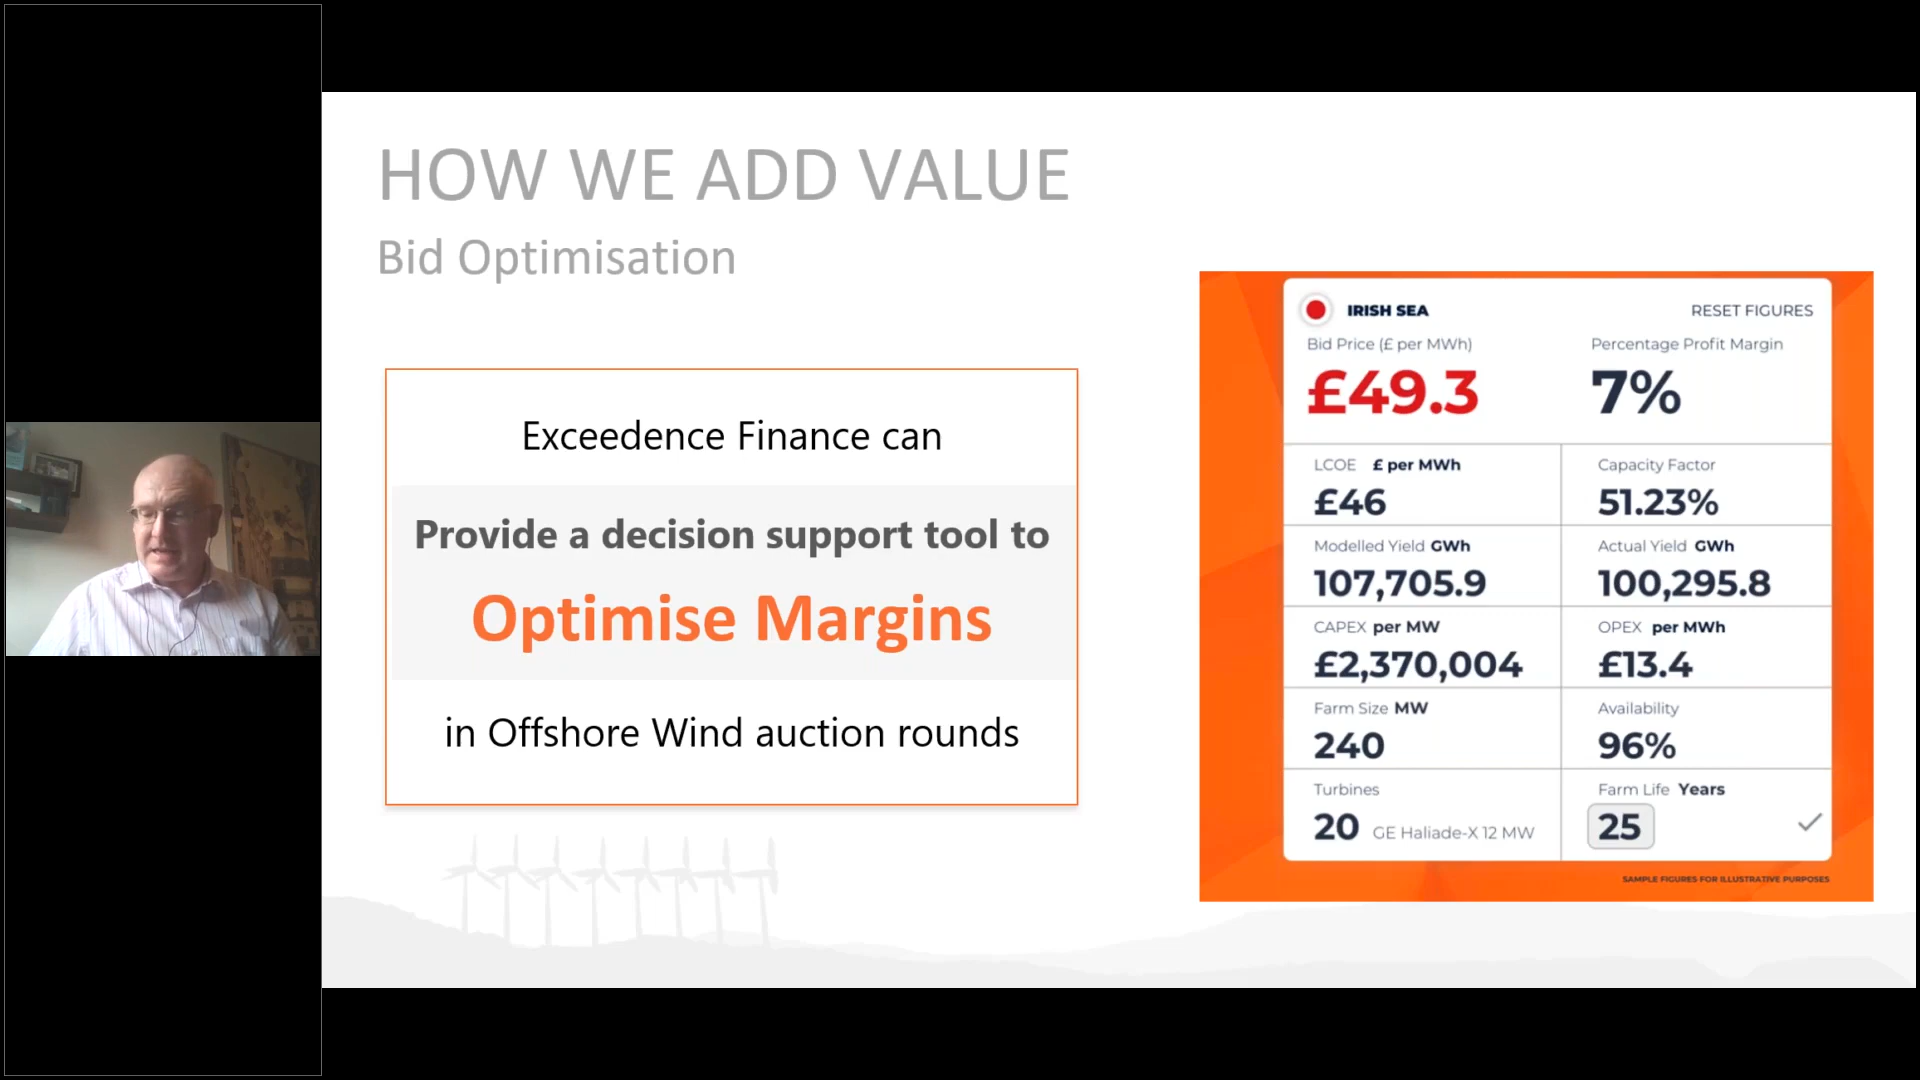 HOW WE ADD VALUE
Bid Optimisation
Exceedence Finance can
Provide a decision support tool to
Optimise Margins
in Offshore Wind auction rounds
IRISH SEA RESET FIGURES
Bid Price (£ per MWh) Percentage Profit Margin
£49.3 7%
LCOE £ per MWh Capacity Factor
£46 51.23%
Modelled Yield GWh Actual Yield GWh
107,705.9 100,295.8
CAPEX per MW OPEX per MWh
£2,370,004 £13.4
Farm Size MW Availability
240 96%
Turbines Farm Life Years
20 GE Haliade-X 12 MW 25
SAMPLE FIGURES FOR ILLUSTRATIVE PURPOSES